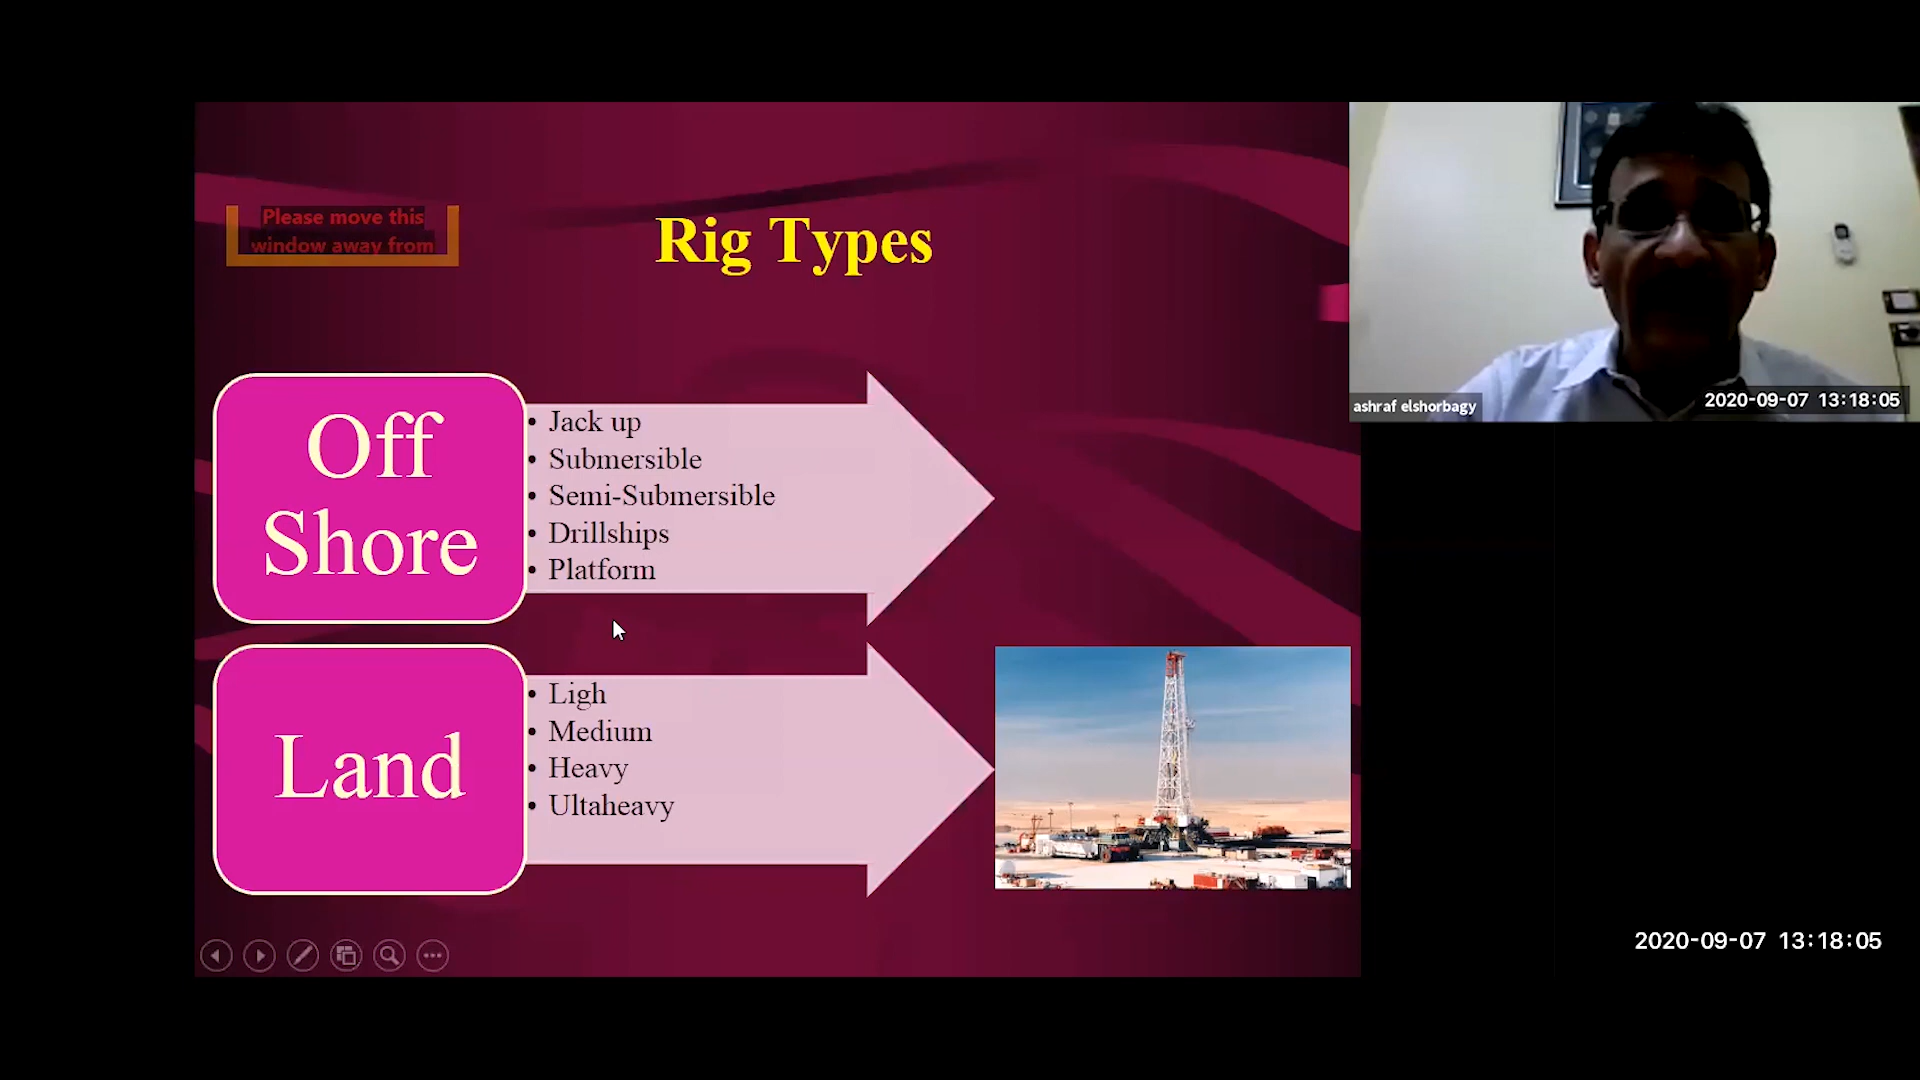 Please move this
window away from
Rig Types
Off
Shore
• Jack up
• Submersible
• Semi-Submersible
• Drillships
• Platform
Land
• Ligh
• Medium
• Heavy
• Ultaheavy
ashraf elshorbagy
2020-09-07 13:18:05
2020-09-07 13:18:05